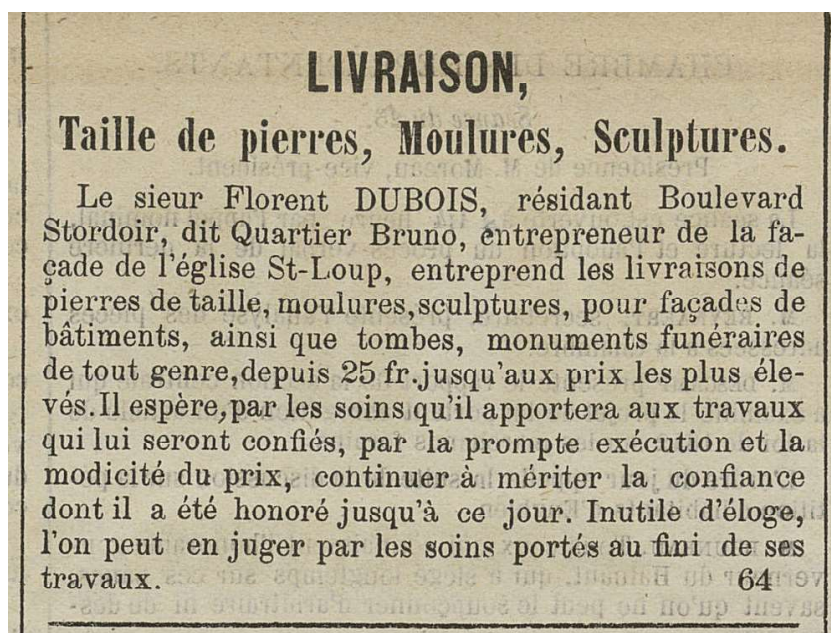 LIVRAISON,
Taille de pierres, Moulures, Sculptures.
Le sieur Florent DUBOIS, résidant Boulevard
Stordoir, dit Quartier Bruno, entrepreneur de la fa-
çade de l'église St-Loup, entreprend les livraisons de
pierres de taille, moulures, sculptures, pour façades de
bâtiments, ainsi que tombes, monuments funéraires
de tout genre, depuis 25 fr. jusqu'aux prix les plus éle-
vés. Il espère, par les soins qu'il apportera aux travaux
qui lui seront confiés, par la prompte exécution et la
modicité du prix, continuer à mériter la confiance
dont il a été honoré jusqu'à ce jour. Inutile d'éloge,
l'on peut en juger par les soins portés au fini de ses
travaux. 64